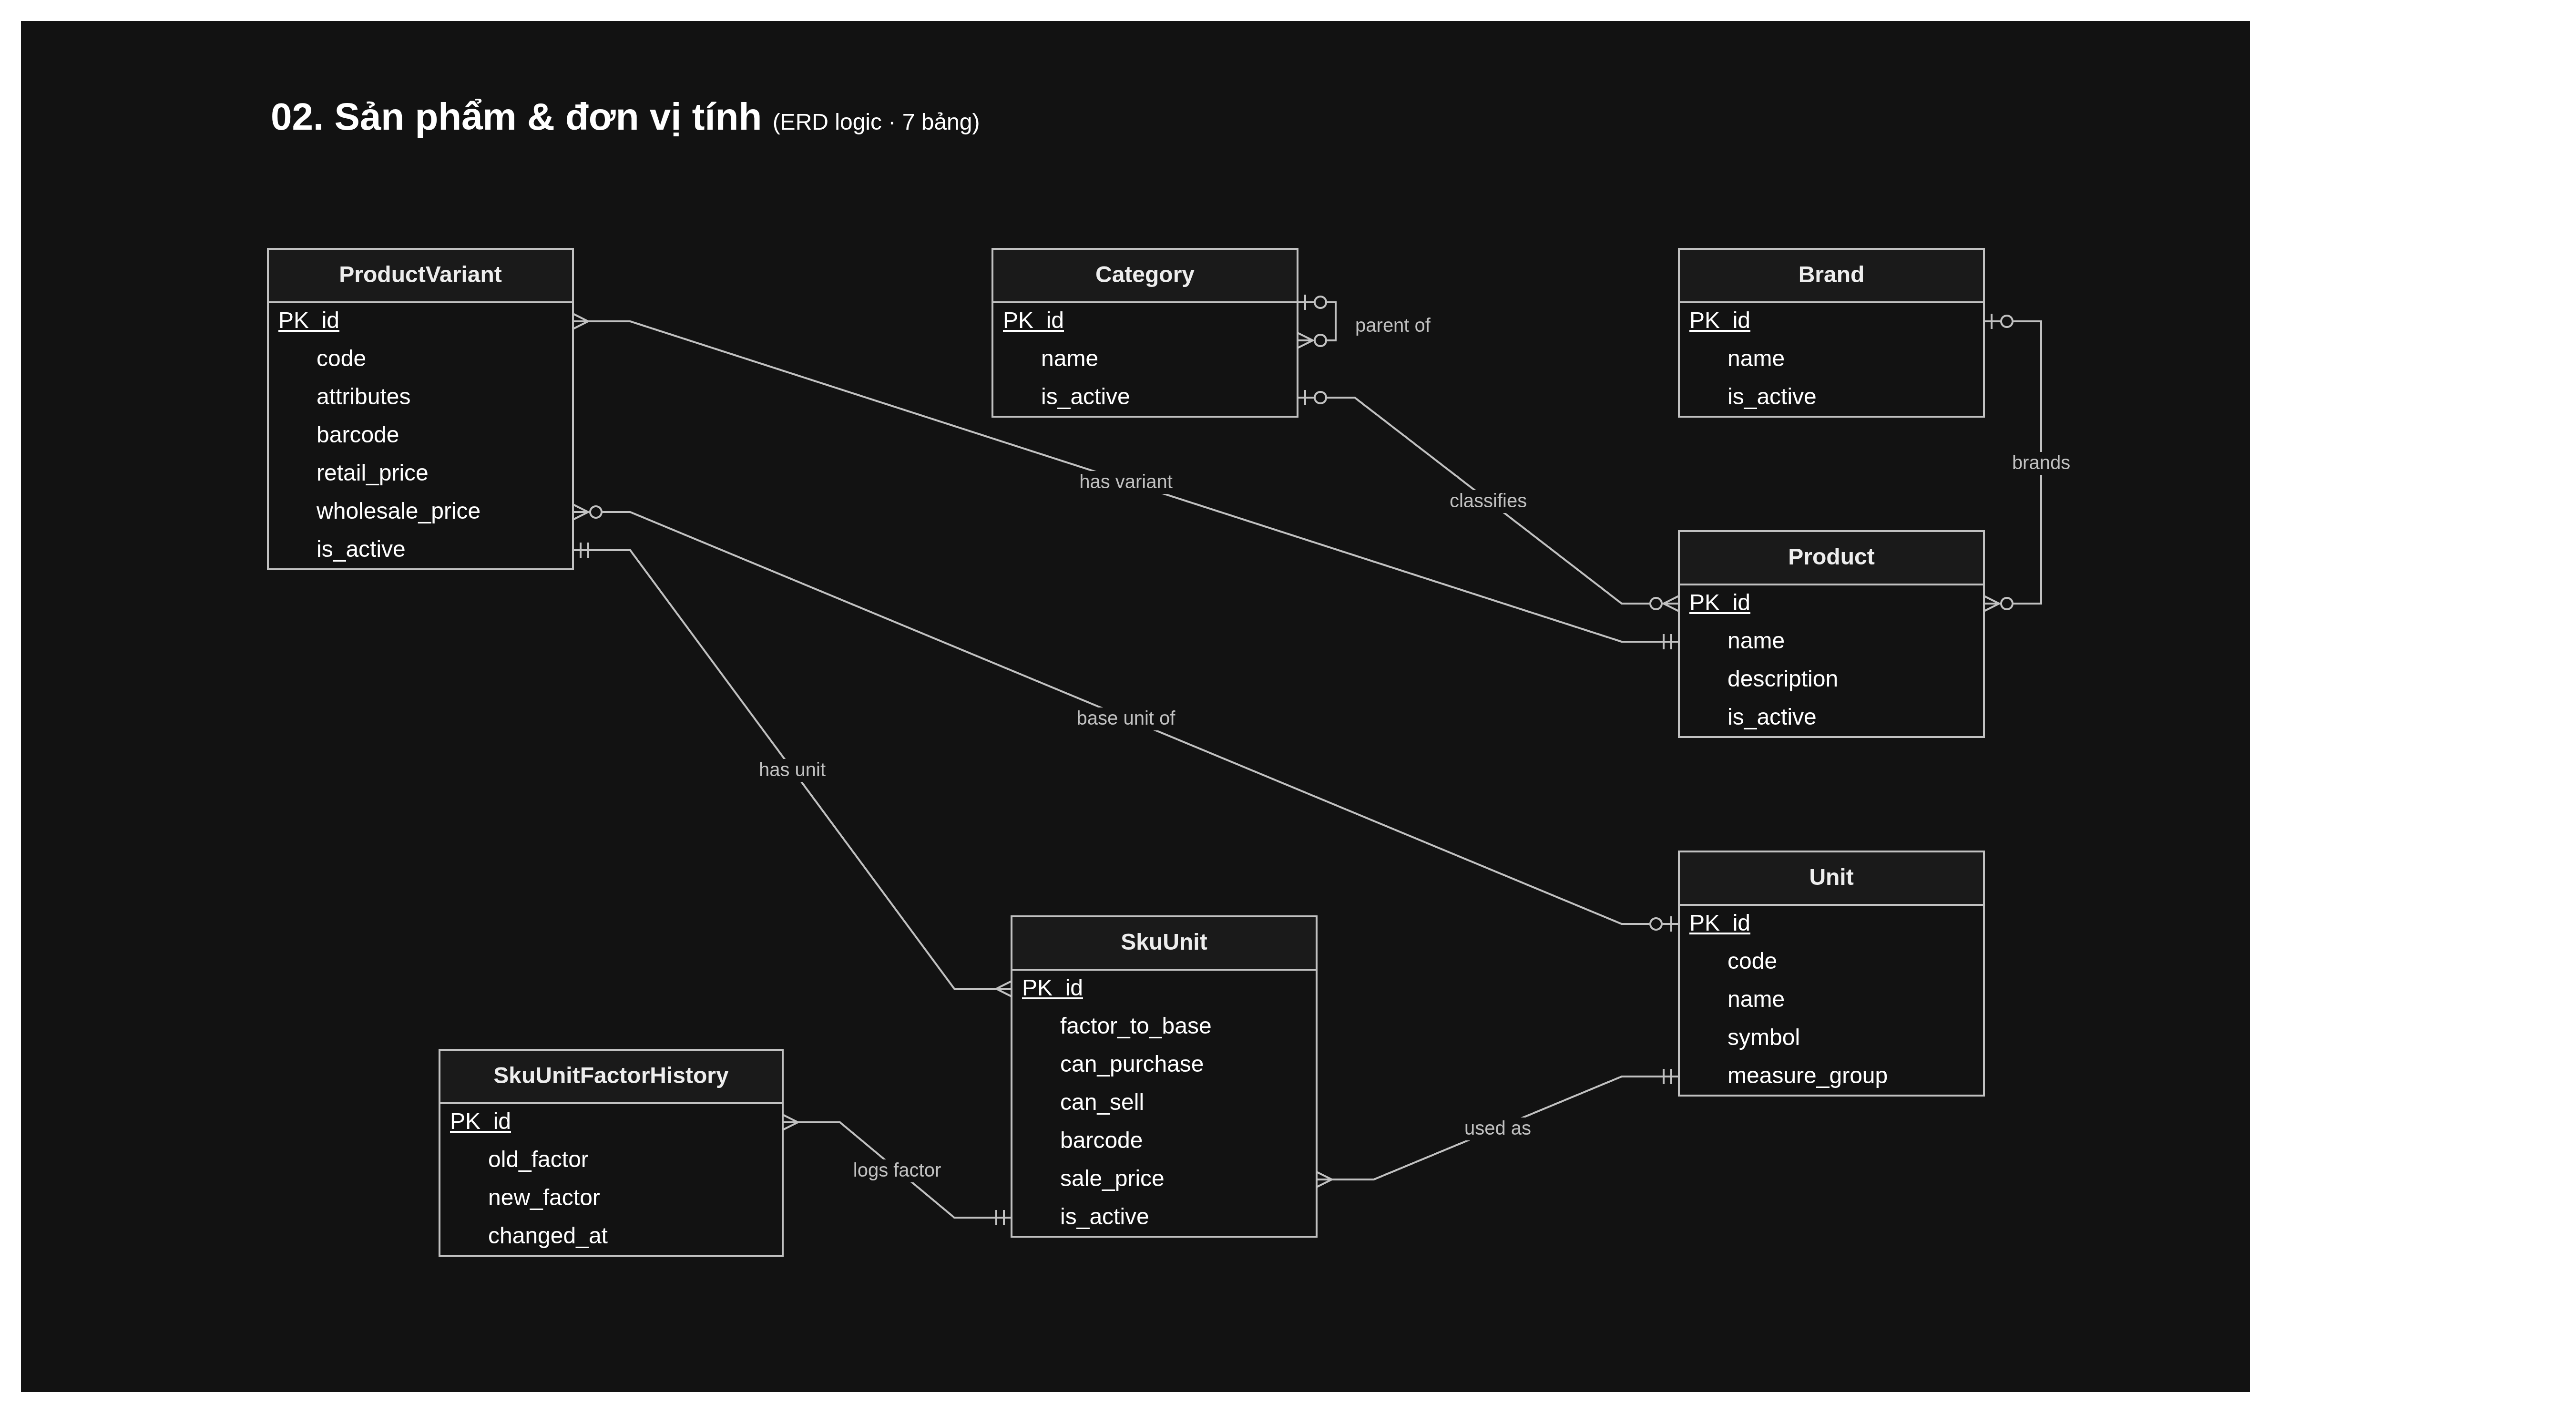 02. Sản phẩm & đơn vị tính (ERD logic · 7 bảng)
ProductVariant
PK id
code
attributes
barcode
retail_price
wholesale_price
is_active
Category
PK id
name
is_active
parent of
Brand
PK id
name
is_active
brands
has variant
classifies
Product
PK id
name
description
is_active
base unit of
has unit
Unit
PK id
code
name
symbol
measure_group
SkuUnit
PK id
factor_to_base
can_purchase
can_sell
barcode
sale_price
is_active
SkuUnitFactorHistory
PK id
old_factor
new_factor
changed_at
logs factor
used as